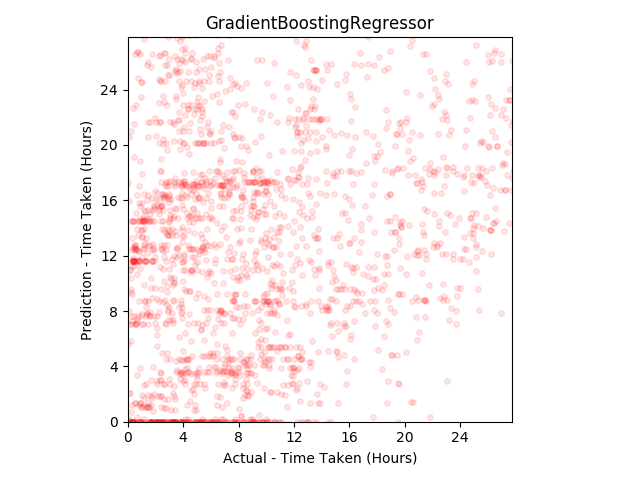 GradientBoostingRegressor
Prediction - Time Taken (Hours)
24
20
16
12
8
4
0
0 4 8 12 16 20 24
Actual - Time Taken (Hours)